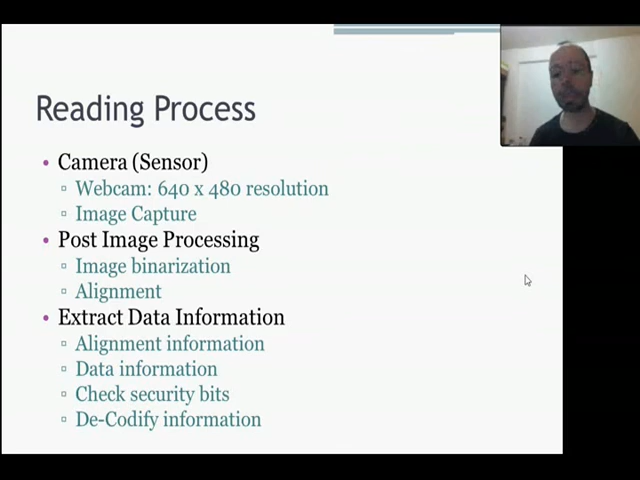 Reading Process
Camera (Sensor)
Webcam: 640 x 480 resolution
Image Capture
Post Image Processing
Image binarization
Alignment
Extract Data Information
Alignment information
Data information
Check security bits
De-Codify information